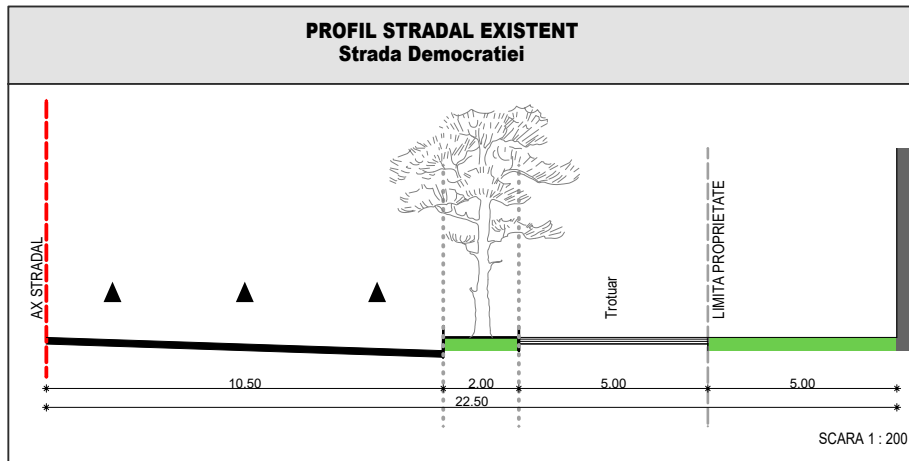 PROFIL STRADAL EXISTENT
Strada Democratiei
AX STRADAL
Trotuar
LIMITA PROPRIETATE
10.50
2.00
5.00
5.00
22.50
SCARA 1 : 200